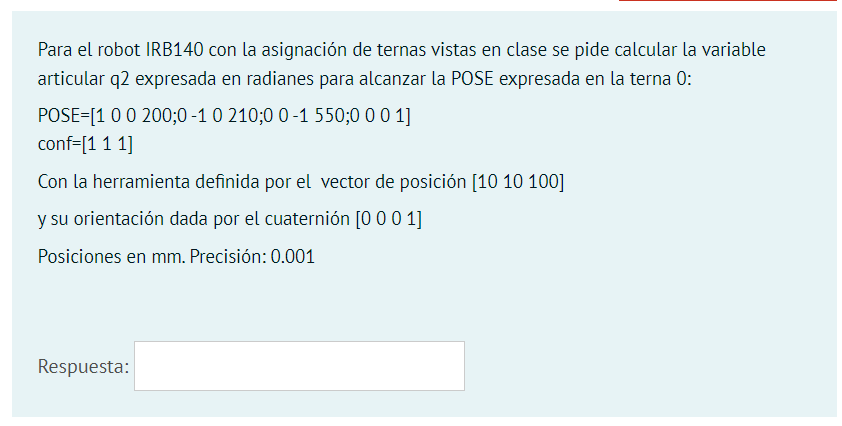 Para el robot IRB140 con la asignación de ternas vistas en clase se pide calcular la variable
articular q2 expresada en radianes para alcanzar la POSE expresada en la terna 0:
POSE=[1 0 0 200;0 -1 0 210;0 0 -1 550;0 0 0 1]
conf=[1 1 1]
Con la herramienta definida por el vector de posición [10 10 100]
y su orientación dada por el cuaternión [0 0 0 1]
Posiciones en mm. Precisión: 0.001
Respuesta: